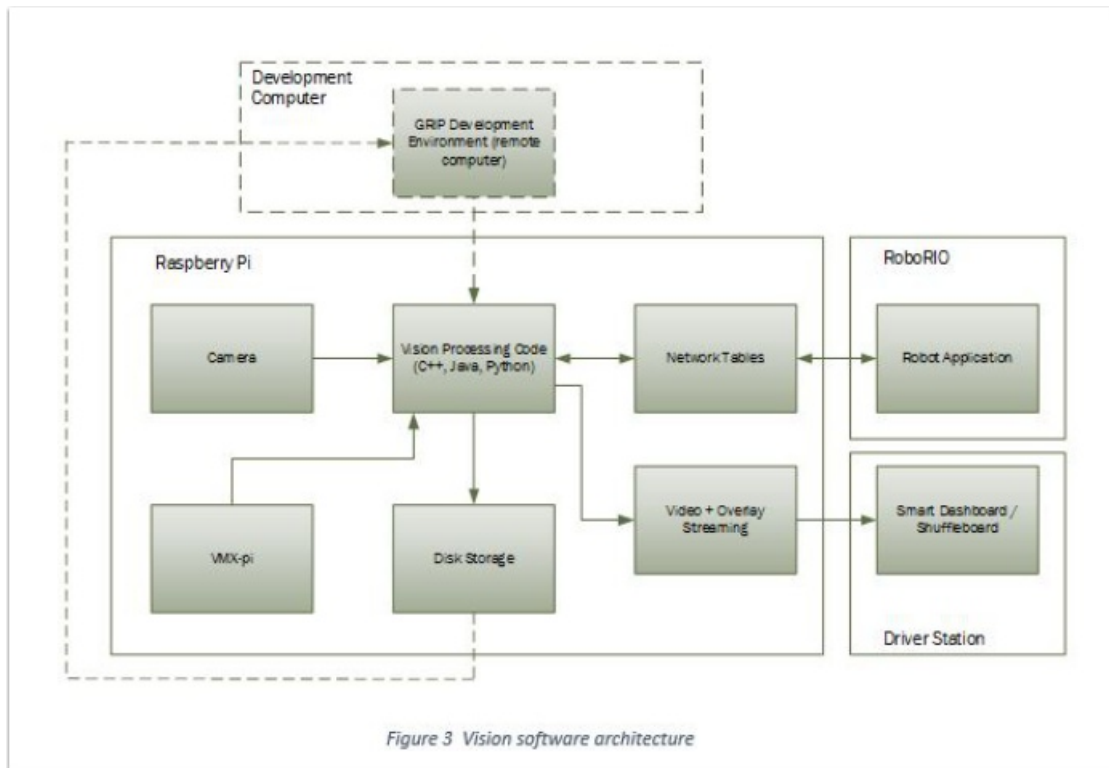 Development
Computer
GRIP Development
Environment (remote
computer)
Raspberry Pi
RoboRIO
Camera
Vision Processing Code
(C++, Java, Python)
Network Tables
Robot Application
VMX-pi
Disk Storage
Video + Overlay
Streaming
Smart Dashboard /
Shuffleboard
Driver Station
Figure 3 Vision software architecture